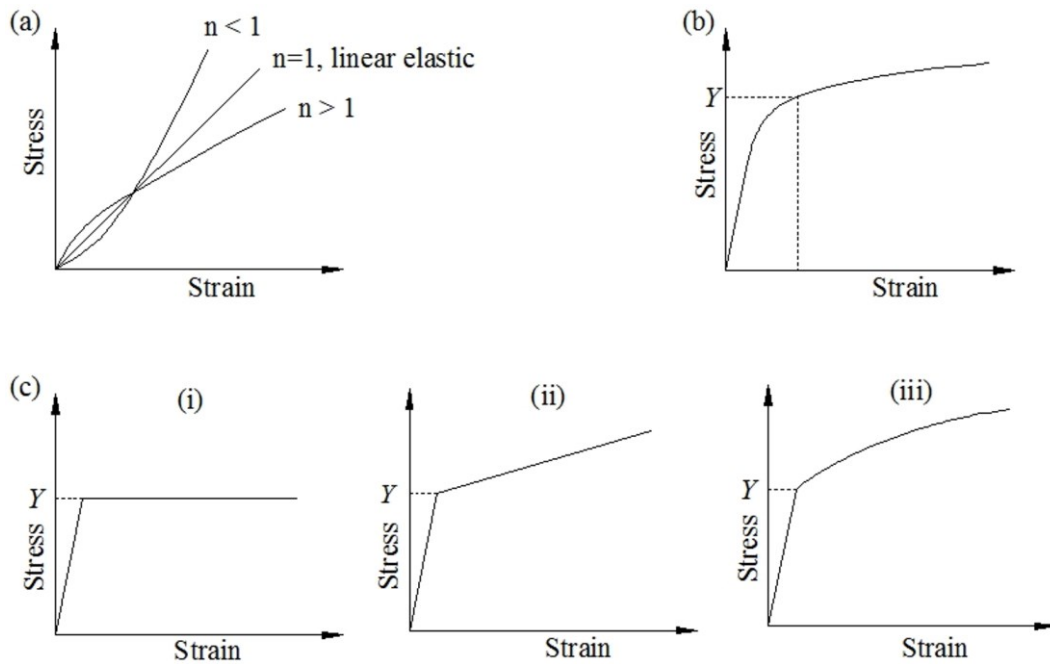 (a)
n < 1
n=1, linear elastic
n > 1
Stress
Strain
(b)
Y
Stress
Strain
(c)
(i)
Y
Stress
Strain
(ii)
Y
Stress
Strain
(iii)
Y
Stress
Strain